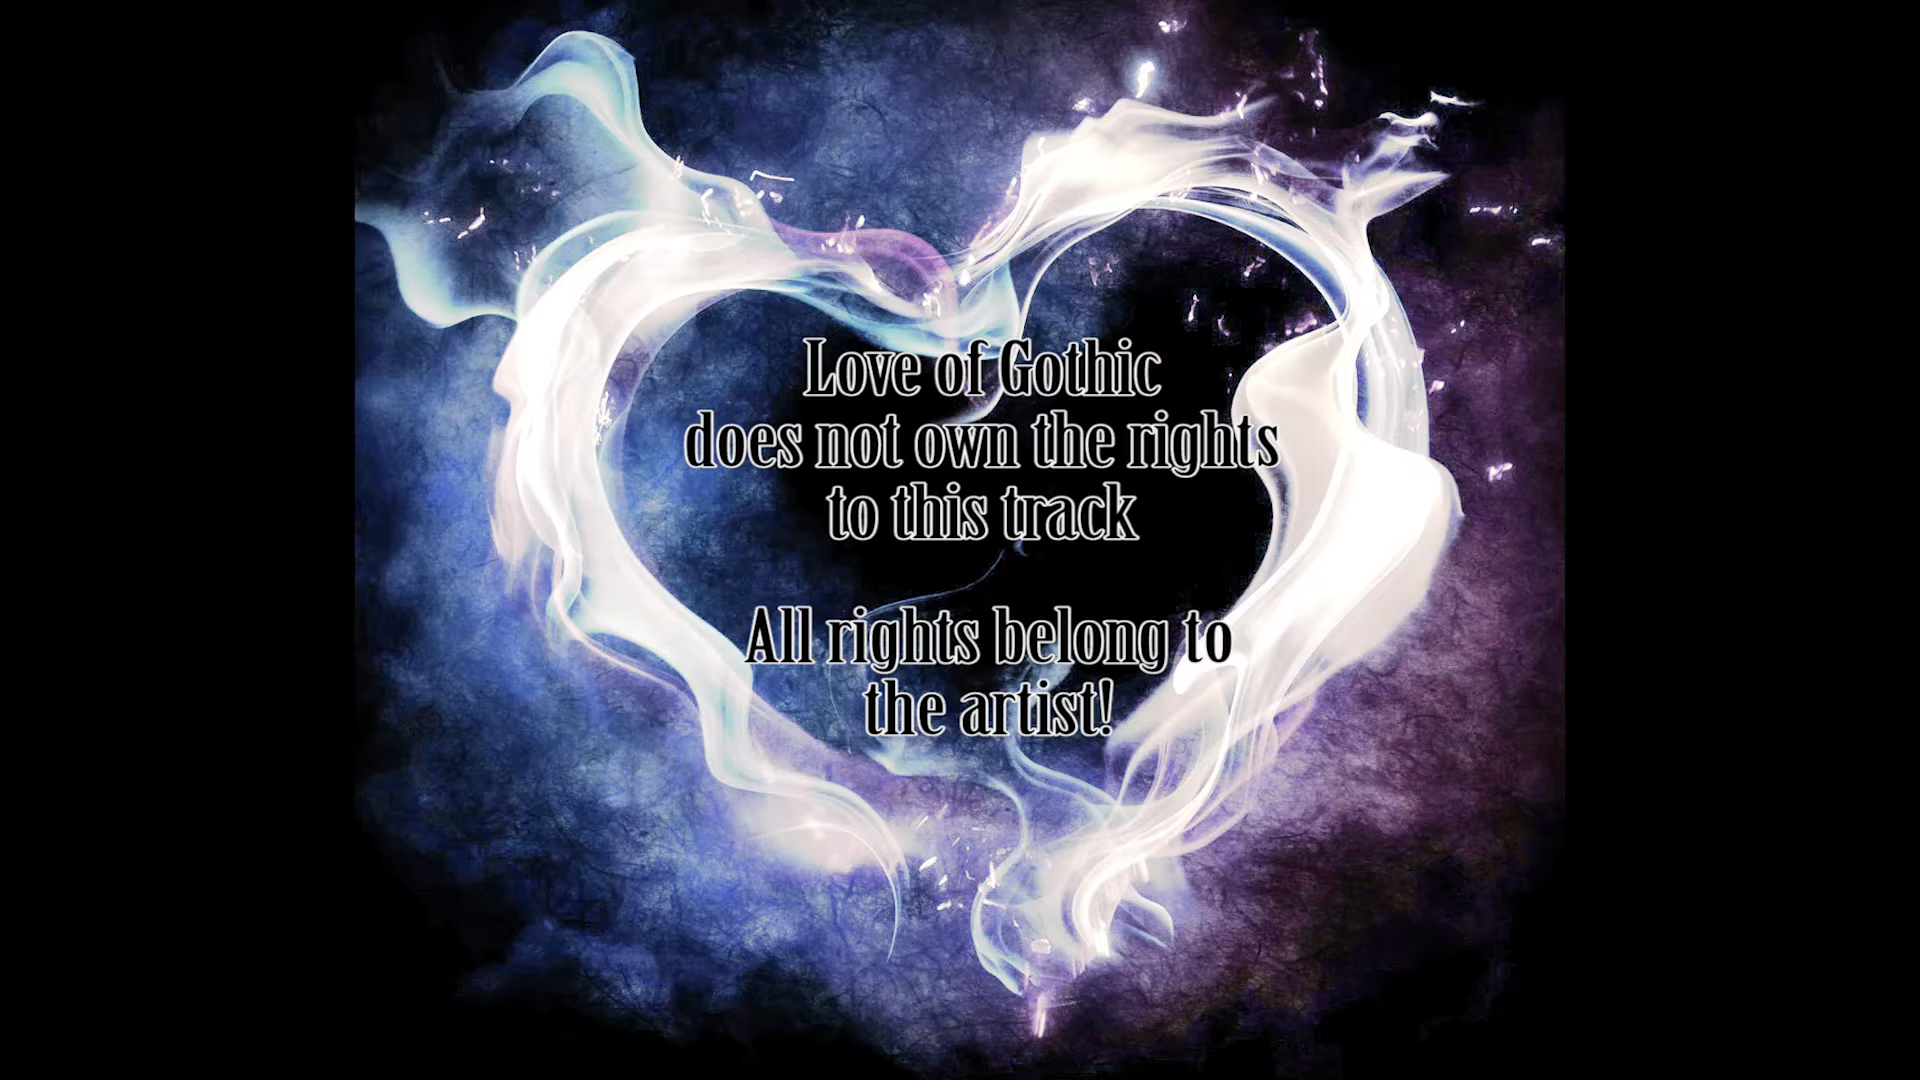 Love of Gothic
does not own the rights
to this track
All rights belong to
the artist!